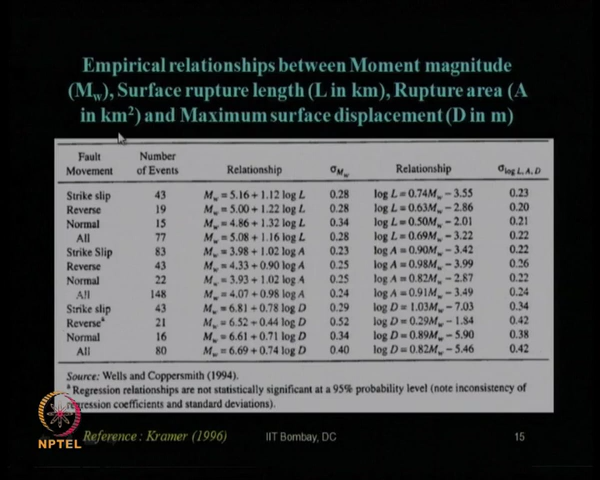 Empirical relationships between Moment magnitude
(Mw), Surface rupture length (L in km), Rupture area (A
in km²) and Maximum surface displacement (D in m)
Fault Movement Number of Events Relationship σMw Relationship σlog L, A, D
Strike slip 43 Mw = 5.16 + 1.12 log L 0.28 log L = 0.74Mw − 3.55 0.23
Reverse 19 Mw = 5.00 + 1.22 log L 0.28 log L = 0.63Mw − 2.86 0.20
Normal 15 Mw = 4.86 + 1.32 log L 0.34 log L = 0.50Mw − 2.01 0.21
All 77 Mw = 5.08 + 1.16 log L 0.28 log L = 0.69Mw − 3.22 0.22
Strike Slip 83 Mw = 3.98 + 1.02 log A 0.23 log A = 0.90Mw − 3.42 0.22
Reverse 43 Mw = 4.33 + 0.90 log A 0.25 log A = 0.98Mw − 3.99 0.26
Normal 22 Mw = 3.93 + 1.02 log A 0.25 log A = 0.82Mw − 2.87 0.22
All 148 Mw = 4.07 + 0.98 log A 0.24 log A = 0.91Mw − 3.49 0.24
Strike slip 43 Mw = 6.81 + 0.78 log D 0.29 log D = 1.03Mw − 7.03 0.34
Reverseª 21 Mw = 6.52 + 0.44 log D 0.52 log D = 0.29Mw − 1.84 0.42
Normal 16 Mw = 6.61 + 0.71 log D 0.34 log D = 0.89Mw − 5.90 0.38
All 80 Mw = 6.69 + 0.74 log D 0.40 log D = 0.82Mw − 5.46 0.42
Source: Wells and Coppersmith (1994).
ª Regression relationships are not statistically significant at a 95% probability level (note inconsistency of
regression coefficients and standard deviations).
Reference : Kramer (1996) IIT Bombay, DC 15
NPTEL